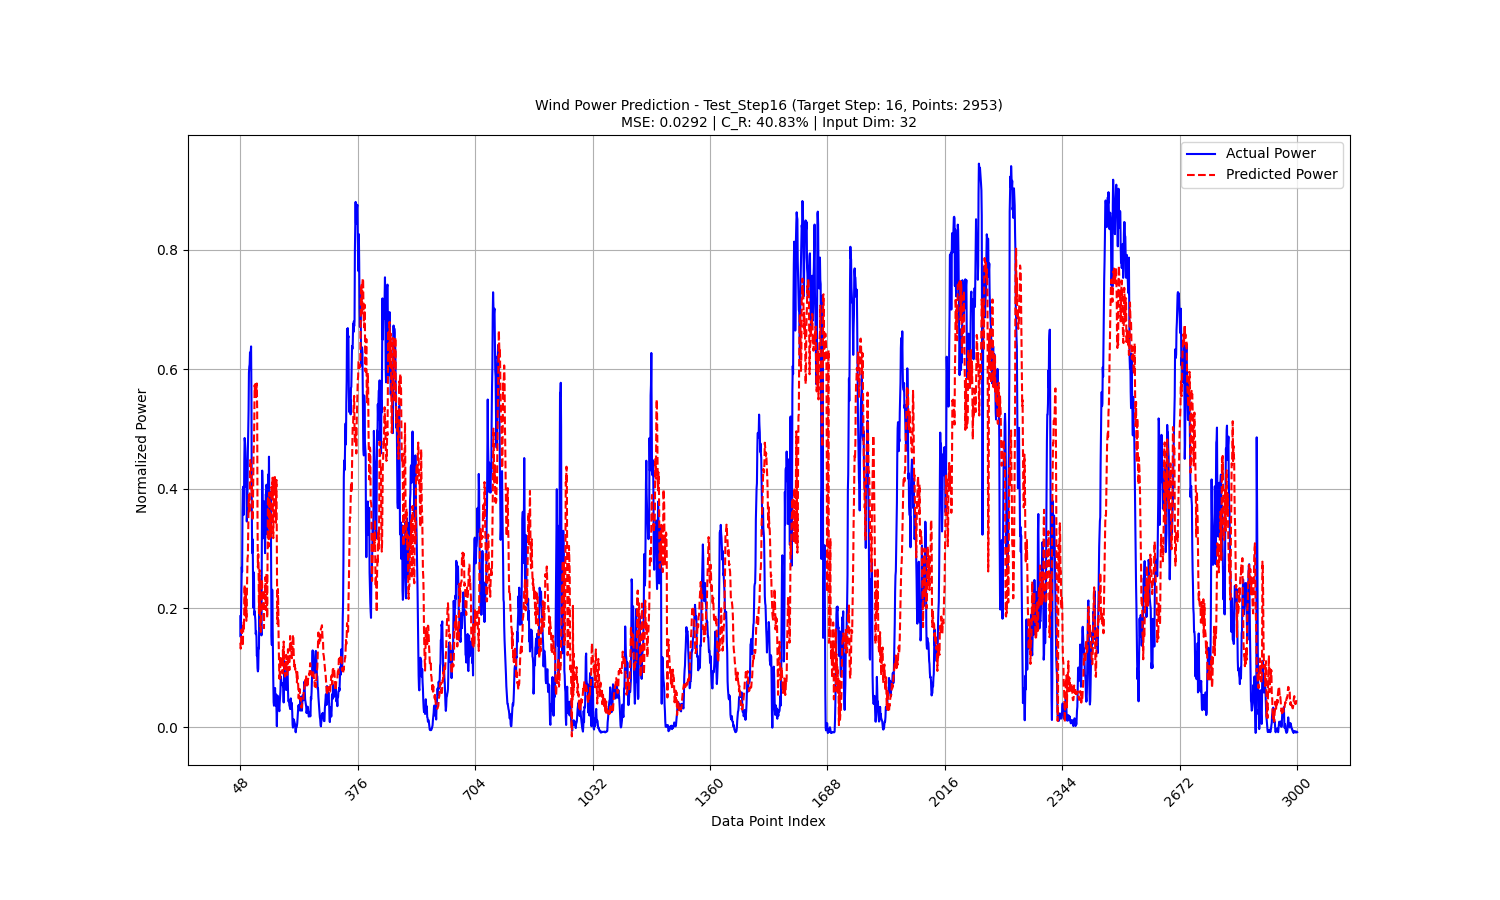 Wind Power Prediction - Test_Step16 (Target Step: 16, Points: 2953)
MSE: 0.0292 | C_R: 40.83% | Input Dim: 32
Actual Power
Predicted Power
Normalized Power
0.8
0.6
0.4
0.2
0.0
48
376
704
1032
1360
1688
2016
2344
2672
3000
Data Point Index